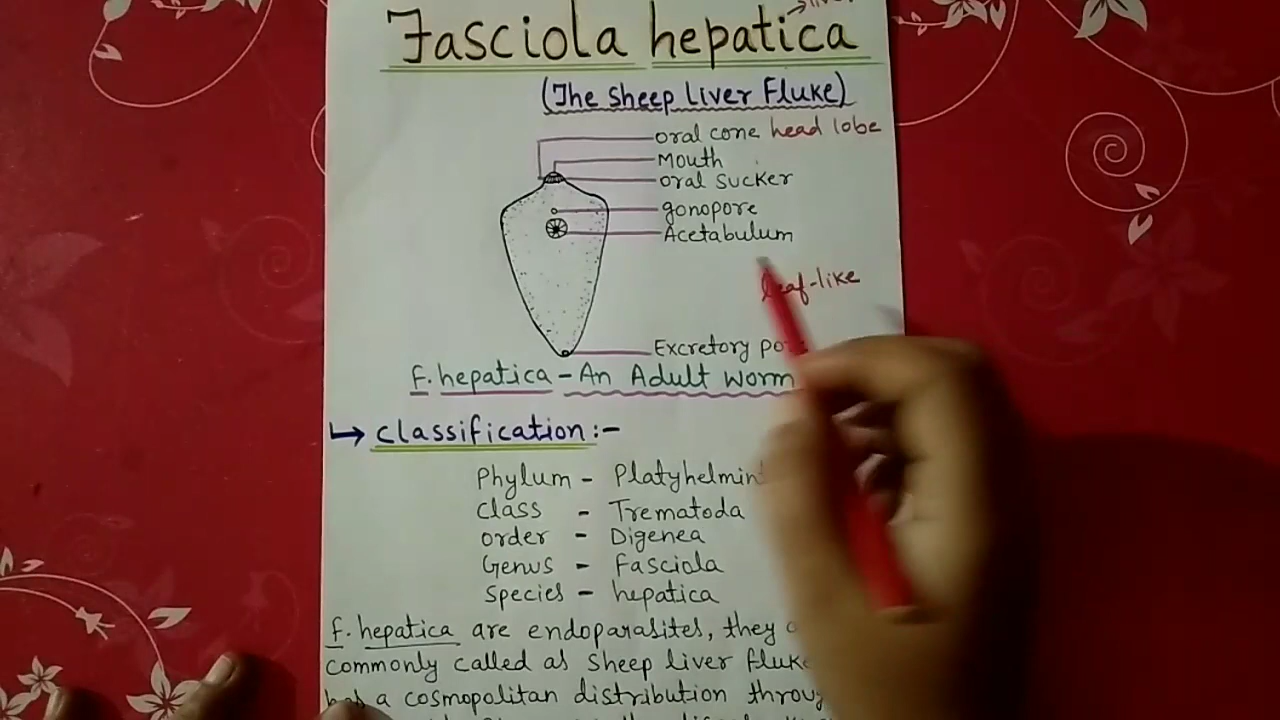 Fasciola hepatica
(The Sheep Liver Fluke)
oral cone head lobe
Mouth
oral sucker
gonopore
Acetabulum
leaf-like
Excretory
F. hepatica - An Adult worm
↳ classification:-
Phylum - Platyhelmint
class - Trematoda
order - Digenea
Genus - Fasciola
Species - hepatica
F. hepatica are endoparasites, they
commonly called as sheep liver fluke
a cosmopolitan distribution throug